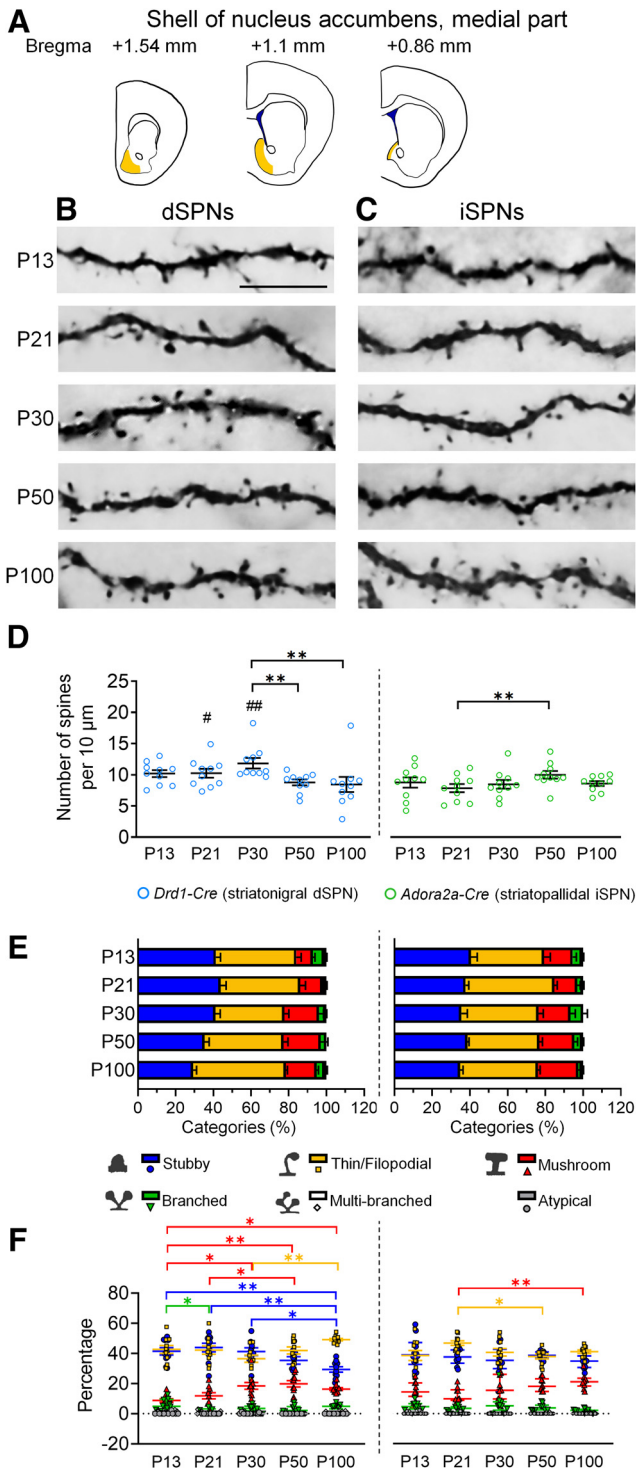 A Shell of nucleus accumbens, medial part
Bregma +1.54 mm +1.1 mm +0.86 mm
B dSPNs C iSPNs
P13
P21
P30
P50
P100
D
Number of spines
per 10 µm
25
20
15
10
5
0
** ** # ## **
P13 P21 P30 P50 P100 P13 P21 P30 P50 P100
Drd1-Cre (striatonigral dSPN) Adora2a-Cre (striatopallidal iSPN)
E
P13
P21
P30
P50
P100
0 20 40 60 80 100 120 0 20 40 60 80 100 120
Categories (%) Categories (%)
Stubby Thin/Filopodial Mushroom
Branched Multi-branched Atypical
F
*
**
* **
* *
** **
* ** *
*
Percentage
80
60
40
20
0
-20
P13 P21 P30 P50 P100 P13 P21 P30 P50 P100